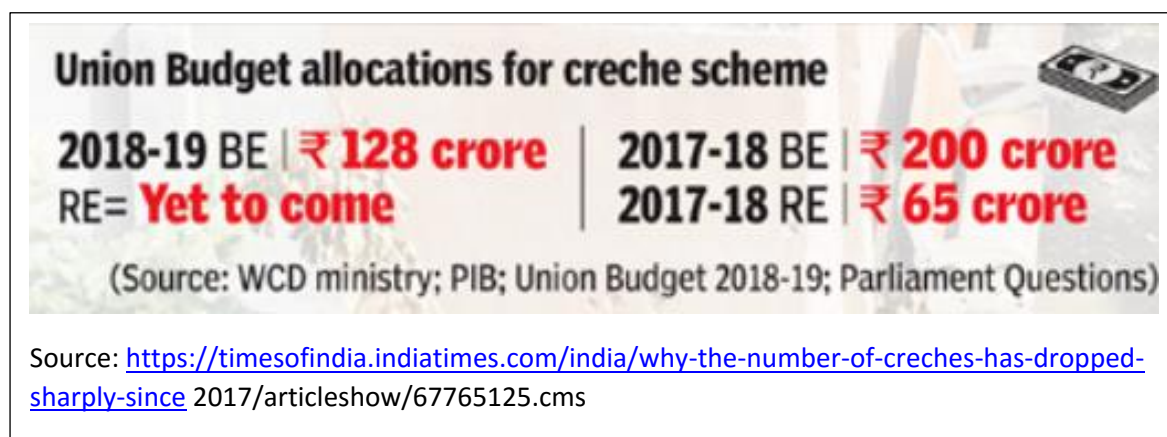 Union Budget allocations for creche scheme
2018-19 BE | ₹ 128 crore
RE= Yet to come
2017-18 BE | ₹ 200 crore
2017-18 RE | ₹ 65 crore
(Source: WCD ministry; PIB; Union Budget 2018-19; Parliament Questions)
Source: https://timesofindia.indiatimes.com/india/why-the-number-of-creches-has-dropped-
sharply-since 2017/articleshow/67765125.cms